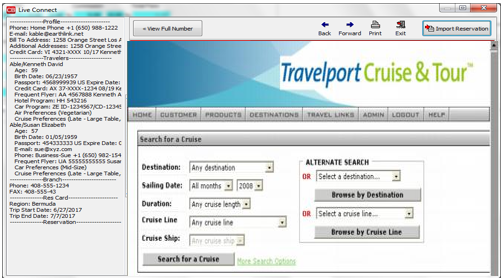 Live Connect
----------Profile----------
Phone: Home Phone +1 (650) 988-1222
E-mail: kable@earthlink.net
Bill To Address: 1258 Orange Street Los A
Additional Addresses: 1258 Orange Stree
Credit Card: VI 4321-XXXX 10/17 Kenneth
----------Travelers----------
Able/Kenneth David
Age: 59
Birth Date: 06/23/1957
Passport: 4568999939 US Expire Date:
Credit Card: AX 37-XXXX-1234 08/19 Ke
Frequent Flyer: AA 4567888 Kenneth A
Hotel Program: HH 543216
Car Program: ZE ID-1234567/CD-12345
Air Preferences (Vegetarian)
Cruise Preferences (Late - Large Table,
Able/Susan Elizabeth
Age: 57
Birth Date: 01/05/1959
Passport: 454333333 US Expire Date: C
E-mail: sue@xyz.com
Phone: Business-Sue +1 (650) 982-154
Frequent Flyer: UA 55555555555 Susan
Car Preferences (Mid-Size)
Cruise Preferences (Late - Large Table,
----------Branch----------
Phone: 408-555-1234
FAX: 408-555-43
----------Res Card----------
Region: Bermuda
Trip Start Date: 6/27/2017
Trip End Date: 7/7/2017
----------Reservation----------
< View Full Number
Back Forward Print Exit
Import Reservation
Travelport Cruise & Tour™
HOME CUSTOMER PRODUCTS DESTINATIONS TRAVEL LINKS ADMIN LOGOUT HELP
Search for a Cruise
Destination: Any destination
Sailing Date: All months 2008
Duration: Any cruise length
Cruise Line Any cruise line
Cruise Ship: Any cruise ship
Search for a Cruise More Search Options
ALTERNATE SEARCH
OR Select a destination...
Browse by Destination
OR Select a cruise line...
Browse by Cruise Line